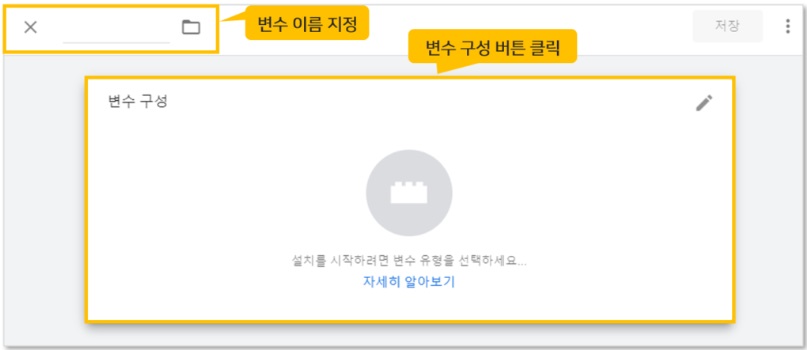 변수 이름 지정
저장
변수 구성 버튼 클릭
변수 구성
설치를 시작하려면 변수 유형을 선택하세요...
자세히 알아보기